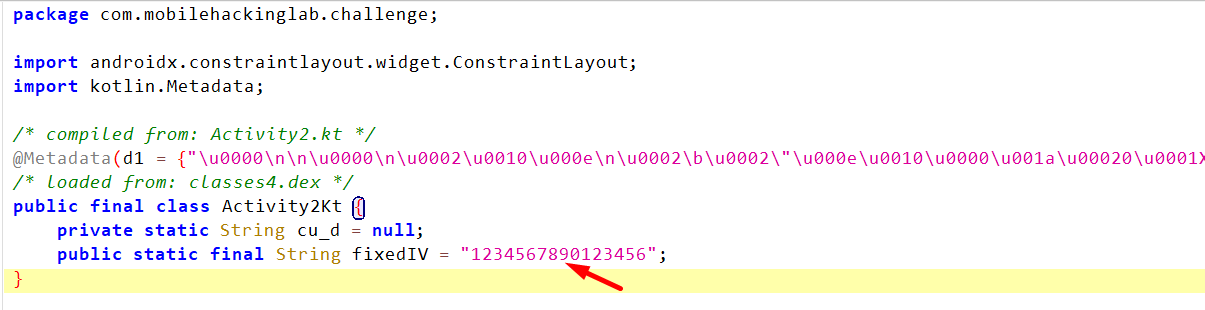 package com.mobilehackinglab.challenge;
import androidx.constraintlayout.widget.ConstraintLayout;
import kotlin.Metadata;
/* compiled from: Activity2.kt */
@Metadata(d1 = {"\u0000\n\n\u0000\n\u0002\u0010\u000e\n\u0002\b\u0002\"\u000e\u0010\u0000\u001a\u00020\u0001X
/* loaded from: classes4.dex */
public final class Activity2Kt {
    private static String cu_d = null;
    public static final String fixedIV = "1234567890123456";
}